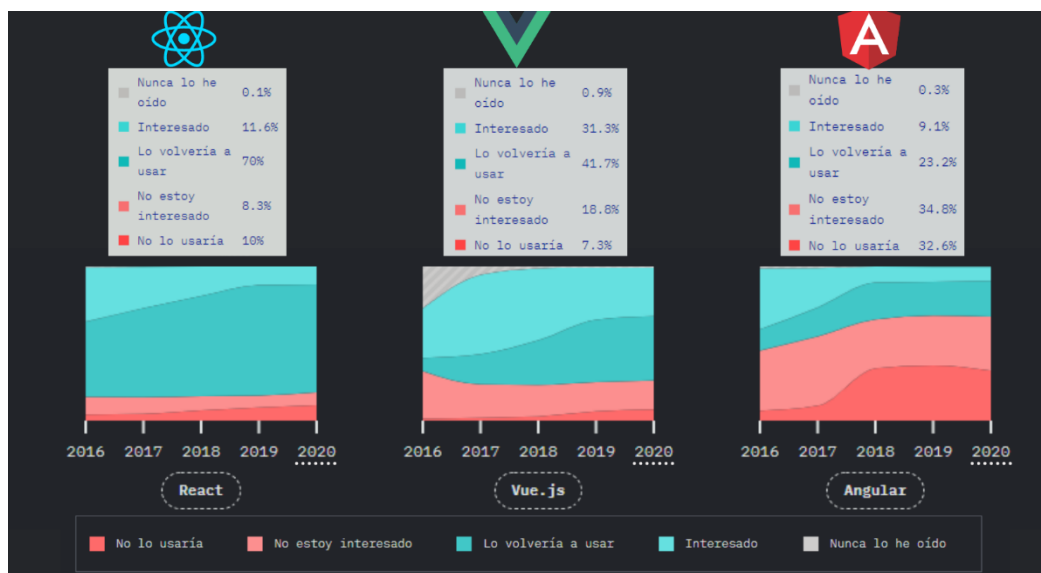 Nunca lo he
oído 0.1%
Interesado 11.6%
Lo volvería a
usar 70%
No estoy
interesado 8.3%
No lo usaría 10%
Nunca lo he
oído 0.9%
Interesado 31.3%
Lo volvería a
usar 41.7%
No estoy
interesado 18.8%
No lo usaría 7.3%
Nunca lo he
oído 0.3%
Interesado 9.1%
Lo volvería a
usar 23.2%
No estoy
interesado 34.8%
No lo usaría 32.6%
2016 2017 2018 2019 2020
2016 2017 2018 2019 2020
2016 2017 2018 2019 2020
React
Vue.js
Angular
No lo usaría No estoy interesado Lo volvería a usar Interesado Nunca lo he oído